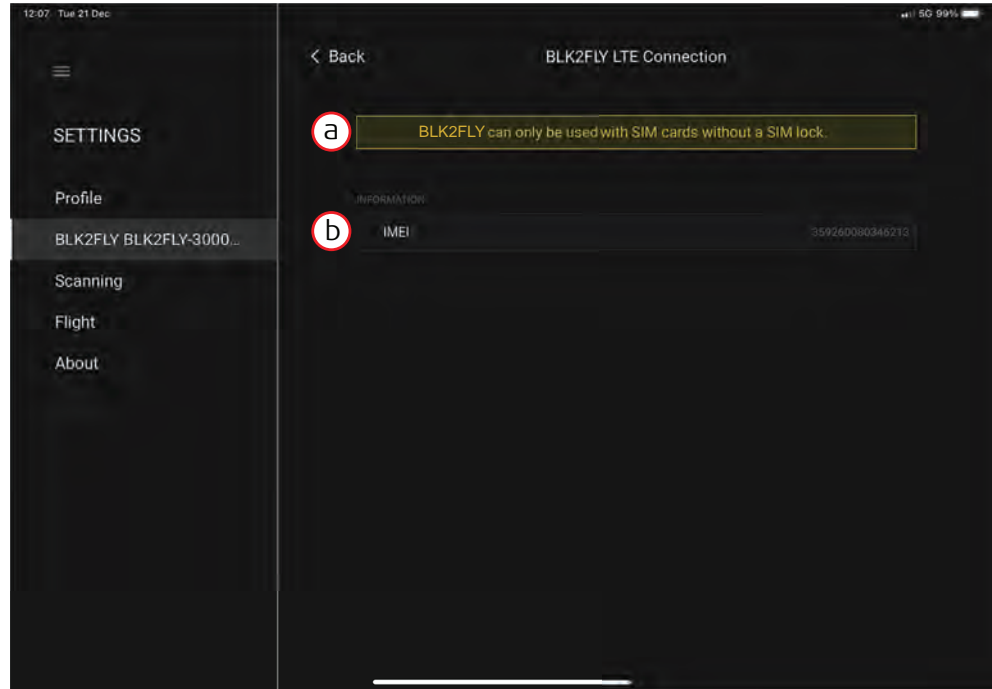 12:07 Tue 21 Dec
5G 99%
SETTINGS
Profile
BLK2FLY BLK2FLY-3000...
Scanning
Flight
About
< Back
BLK2FLY LTE Connection
a
BLK2FLY can only be used with SIM cards without a SIM lock.
INFORMATION
b
IMEI
359260080346213